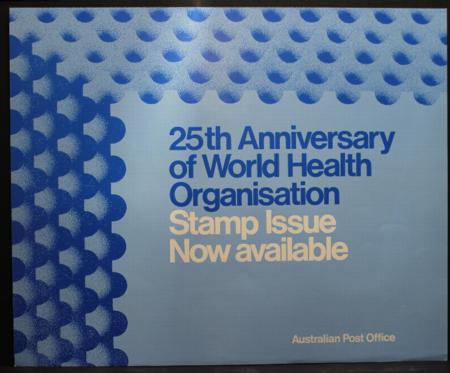 25th Anniversary
of World Health
Organisation
Stamp Issue
Now available
Australian Post Office